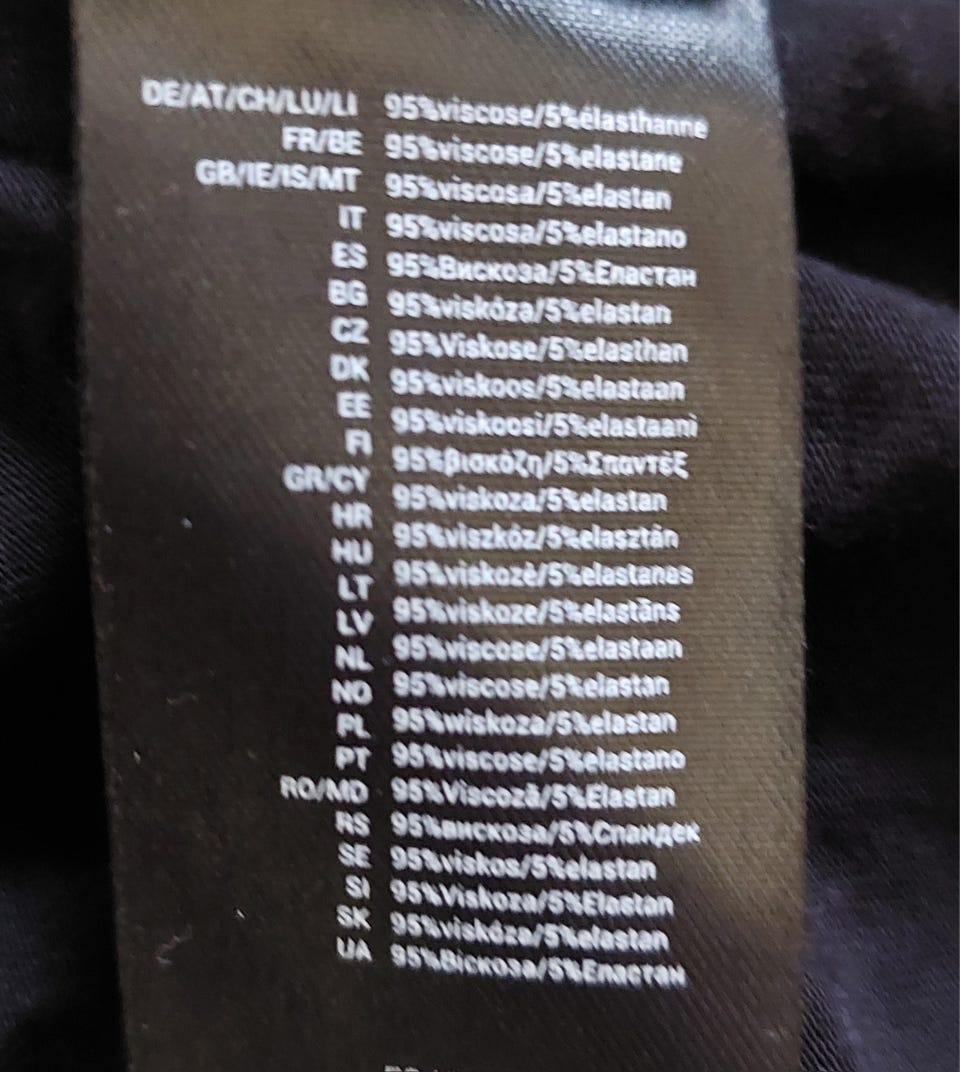 DE/AT/CH/LU/LI
FR/BE
GB/IE/IS/MT
IT
ES
BG
CZ
DK
EE
FI
GR/CY
HR
HU
LT
LV
NL
NO
PL
PT
RO/MD
RS
SE
SI
SK
UA
95%viscose/5%élasthanne
95%viscose/5%elastane
95%viscosa/5%elastan
95%viscosa/5%elastano
95%Вискоза/5%Еластан
95%viskóza/5%elastan
95%Viskose/5%elasthan
95%viskoos/5%elastaan
95%viskoosi/5%elastaani
95%βισκόζη/5%Σπαντέξ
95%viskoza/5%elastan
95%viszkóz/5%elasztán
95%viskozė/5%elastanas
95%viskoze/5%elastāns
95%viscose/5%elastaan
95%viscose/5%elastan
95%wiskoza/5%elastan
95%viscose/5%elastano
95%Viscoză/5%Elastan
95%вискоза/5%Спандек
95%viskos/5%elastan
95%Viskoza/5%Elastan
95%viskóza/5%elastan
95%Віскоза/5%Еластан